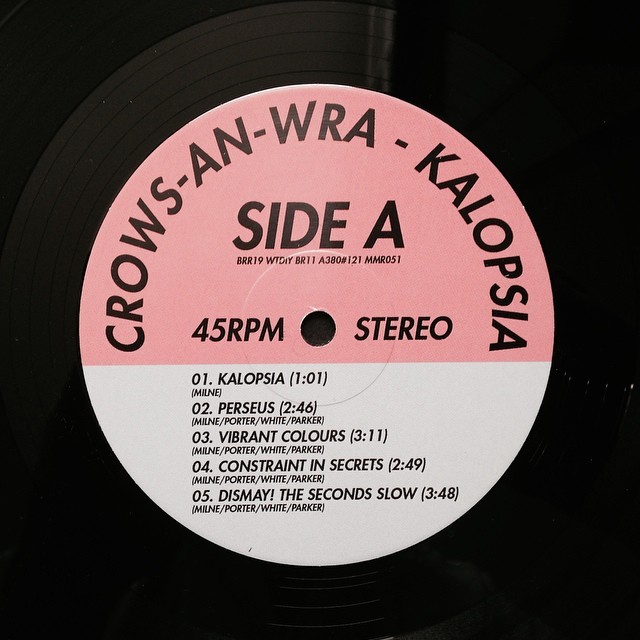 CROWS-AN-WRA - KALOPSIA
SIDE A
BRR19 WTDIY BR11 A380#121 MMR051
45RPM STEREO
01. KALOPSIA (1:01)
(MILNE)
02. PERSEUS (2:46)
(MILNE/PORTER/WHITE/PARKER)
03. VIBRANT COLOURS (3:11)
(MILNE/PORTER/WHITE/PARKER)
04. CONSTRAINT IN SECRETS (2:49)
(MILNE/PORTER/WHITE/PARKER)
05. DISMAY! THE SECONDS SLOW (3:48)
(MILNE/PORTER/WHITE/PARKER)